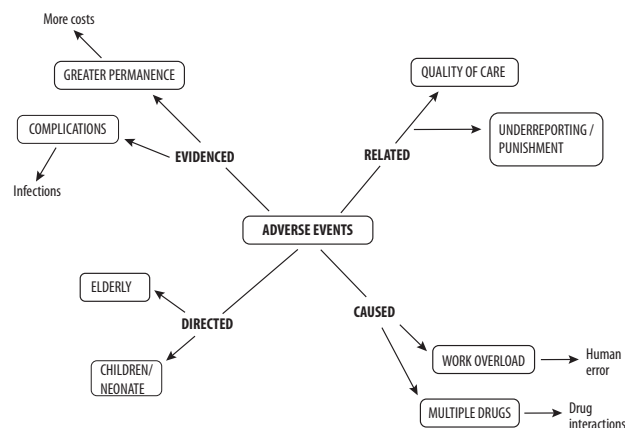 More costs
GREATER PERMANENCE
COMPLICATIONS
Infections
EVIDENCED
QUALITY OF CARE
UNDERREPORTING /
PUNISHMENT
RELATED
ADVERSE EVENTS
ELDERLY
DIRECTED
CHILDREN/
NEONATE
CAUSED
WORK OVERLOAD
Human
error
MULTIPLE DRUGS
Drug
interactions